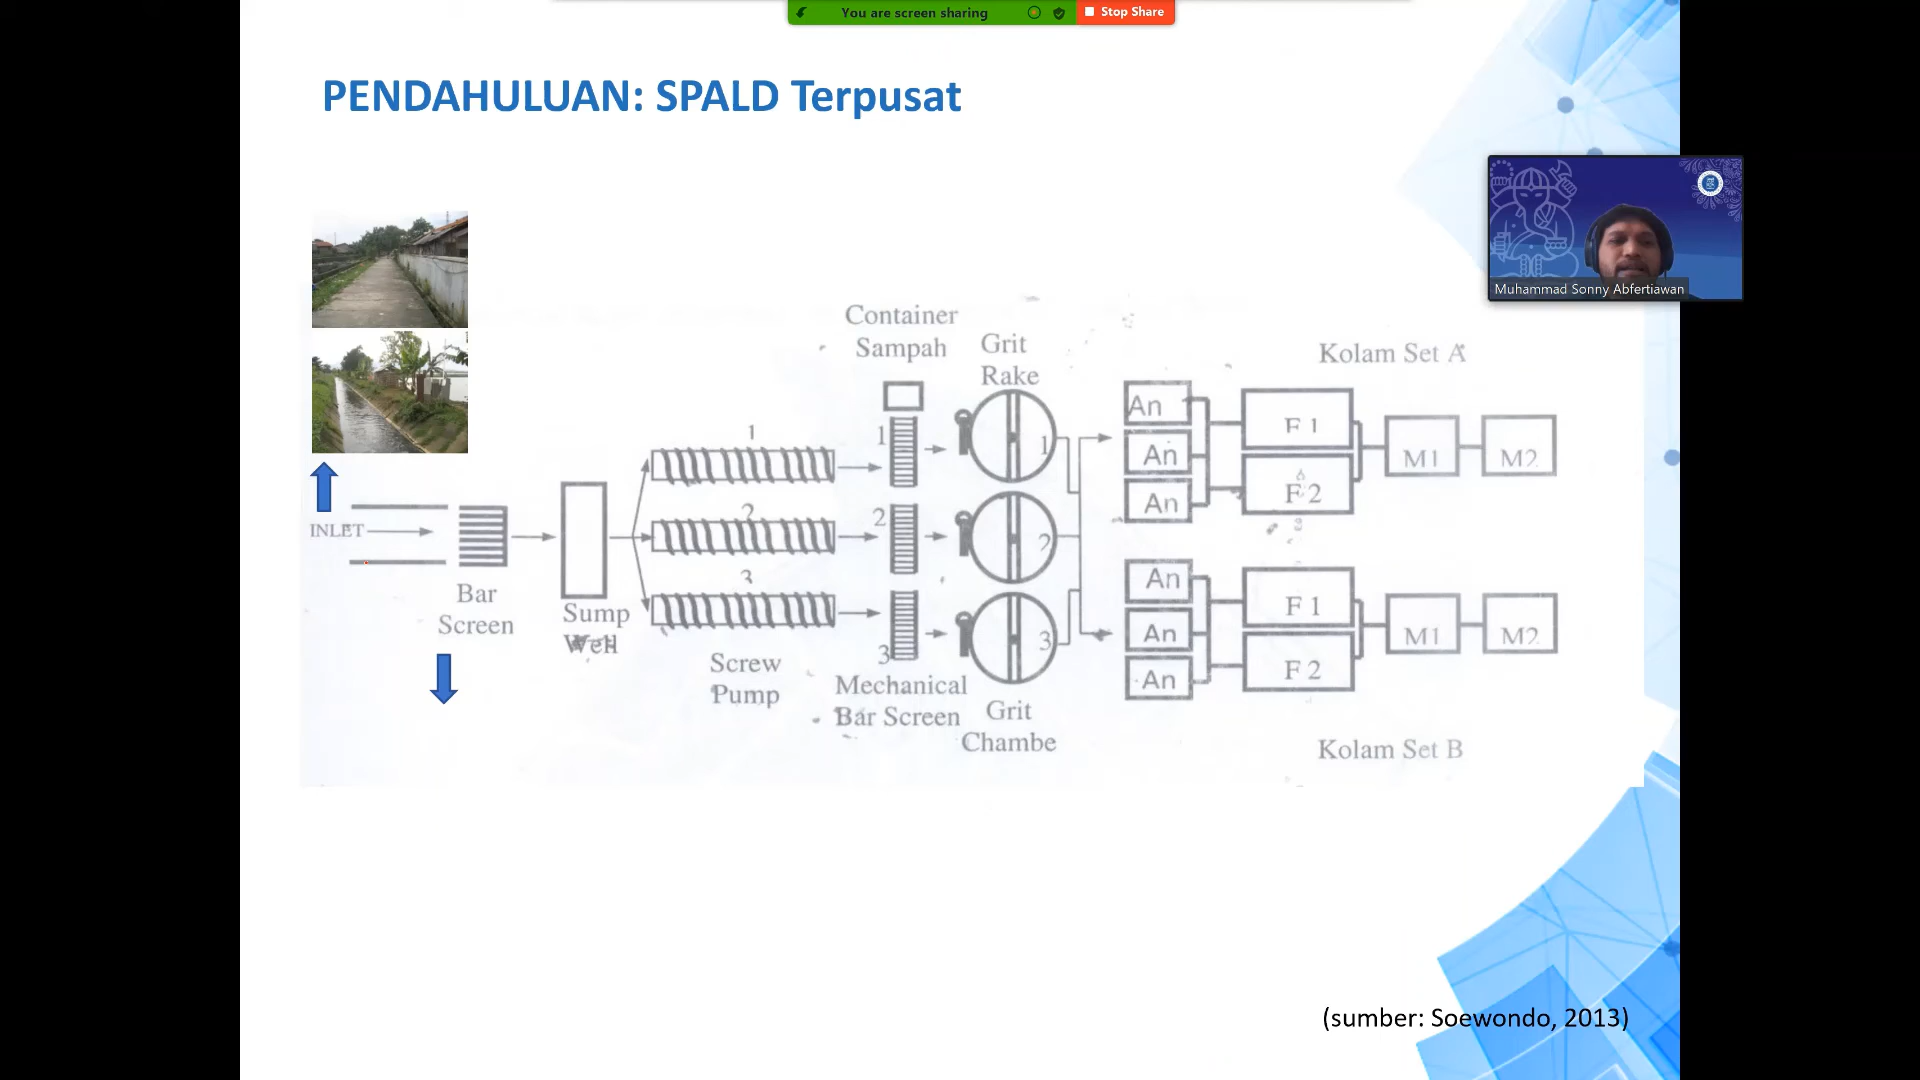 You are screen sharing
Stop Share
PENDAHULUAN: SPALD Terpusat
Muhammad Sonny Abfertiawan
Container
Sampah
Grit
Rake
Kolam Set A
1
1
1
An
An
An
F 1
F 2
M1
M2
INLET
2
2
2
Bar
Screen
Sump
Well
3
3
3
Screw
Pump
Mechanical
Bar Screen
Grit
Chambe
An
An
An
F 1
F 2
M1
M2
Kolam Set B
(sumber: Soewondo, 2013)